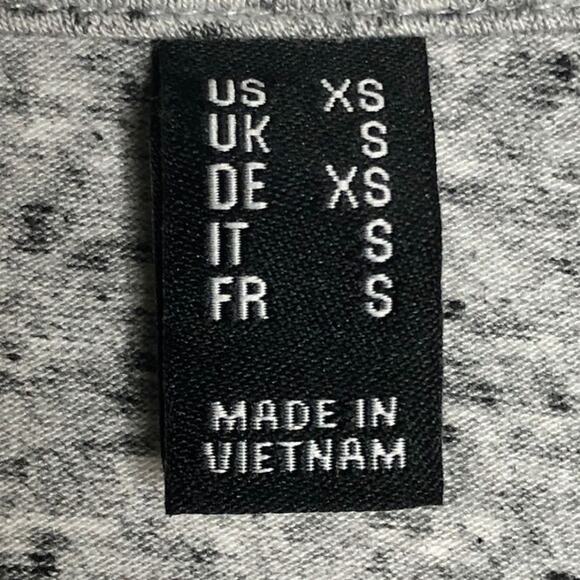 US XS
UK S
DE XS
IT S
FR S
MADE IN
VIETNAM